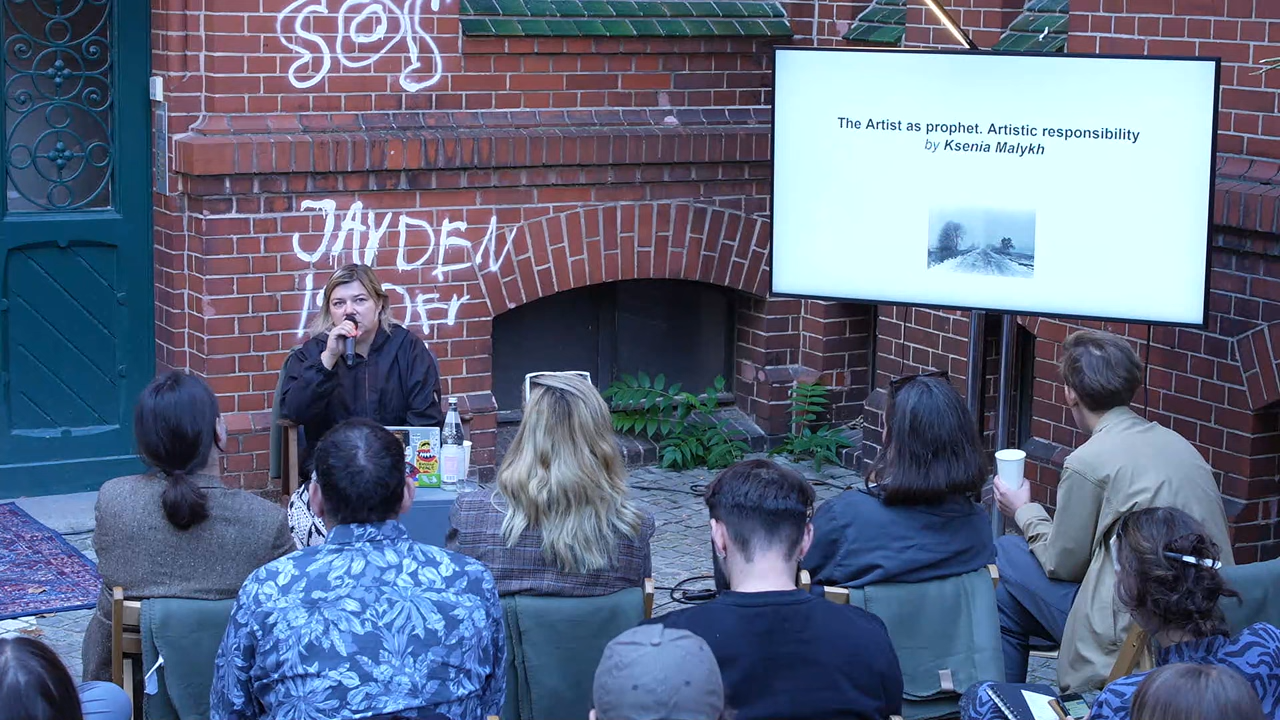 SOS
The Artist as prophet. Artistic responsibility
by Ksenia Malykh
JAYDEN